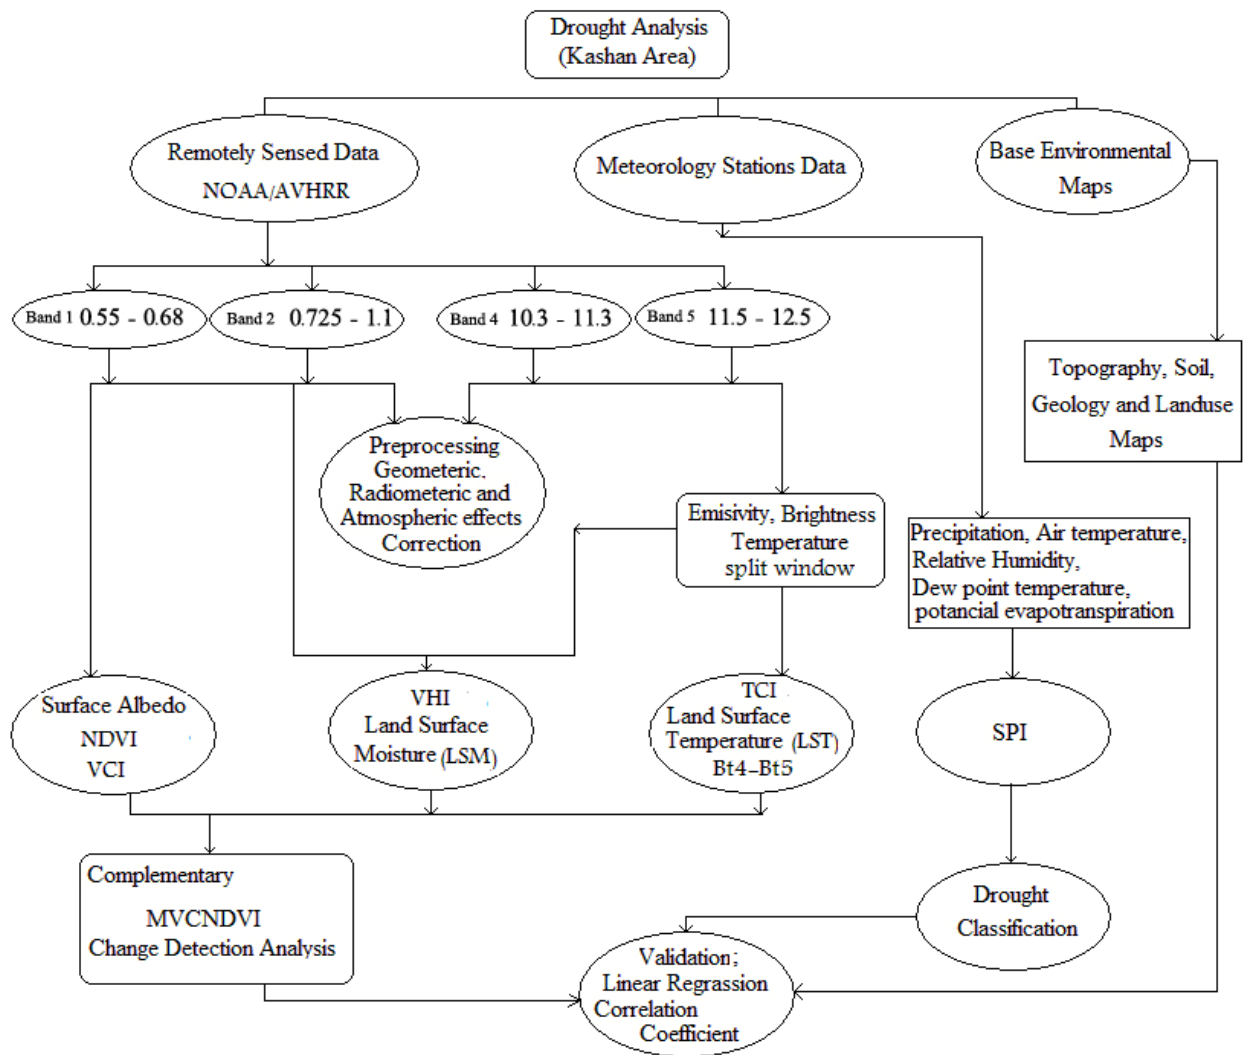 Drought Analysis
(Kashan Area)
Remotely Sensed Data
NOAA/AVHRR
Meteorology Stations Data
Base Environmental
Maps
Band 1 0.55 - 0.68
Band 2 0.725 - 1.1
Band 4 10.3 - 11.3
Band 5 11.5 - 12.5
Topography, Soil,
Geology and Landuse
Maps
Preprocessing
Geometeric,
Radiometeric and
Atmospheric effects
Correction
Emisivity, Brightness
Temperature
split window
Precipitation, Air temperature,
Relative Humidity,
Dew point temperature,
potancial evapotranspiration
Surface Albedo
NDVI
VCI
VHI
Land Surface
Moisture (LSM)
TCI
Land Surface
Temperature (LST)
Bt4-Bt5
SPI
Complementary
MVCNDVI
Change Detection Analysis
Drought
Classification
Validation;
Linear Regrassion
Correlation
Coefficient